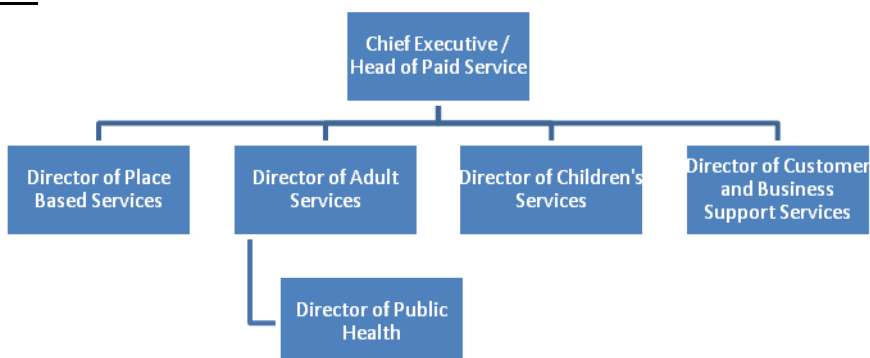 Chief Executive /
Head of Paid Service
Director of Place
Based Services
Director of Adult
Services
Director of Children's
Services
Director of Customer
and Business
Support Services
Director of Public
Health